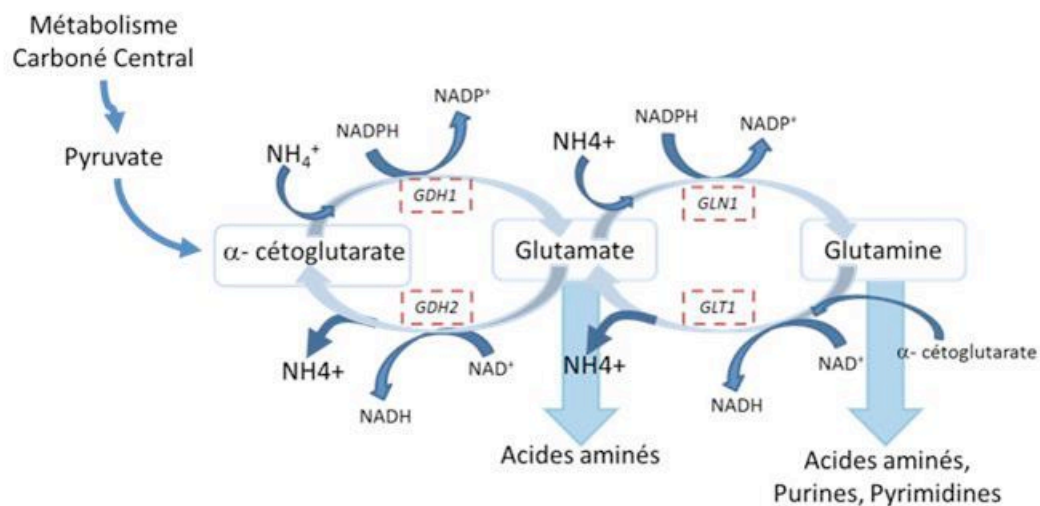 Métabolisme
Carboné Central
Pyruvate
NH₄⁺
NADPH
NADP⁺
GDH1
NH4+
NADPH
NADP⁺
GLN1
α- cétoglutarate
Glutamate
Glutamine
GDH2
NH4+
NADH
NAD⁺
GLT1
NH4+
NADH
NAD⁺
α- cétoglutarate
Acides aminés
Acides aminés,
Purines, Pyrimidines